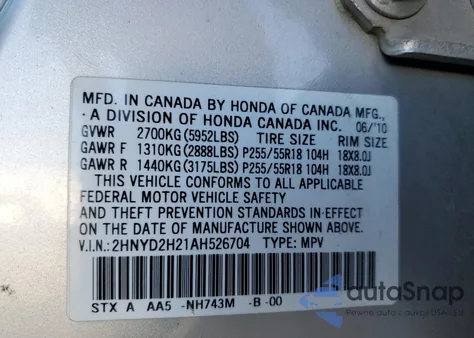 MFD. IN CANADA BY HONDA OF CANADA MFG.,
A DIVISION OF HONDA CANADA INC. 06/'10
GVWR 2700KG(5952LBS) TIRE SIZE RIM SIZE
GAWR F 1310KG(2888LBS) P255/55R18 104H 18X8.0J
GAWR R 1440KG(3175LBS) P255/55R18 104H 18X8.0J
THIS VEHICLE CONFORMS TO ALL APPLICABLE
FEDERAL MOTOR VEHICLE SAFETY
AND THEFT PREVENTION STANDARDS IN EFFECT
ON THE DATE OF MANUFACTURE SHOWN ABOVE.
V.I.N.: 2HNYD2H21AH526704 TYPE: MPV
STX A AA5 -NH743M -B -00
autoSnap
Pewne auto z USA